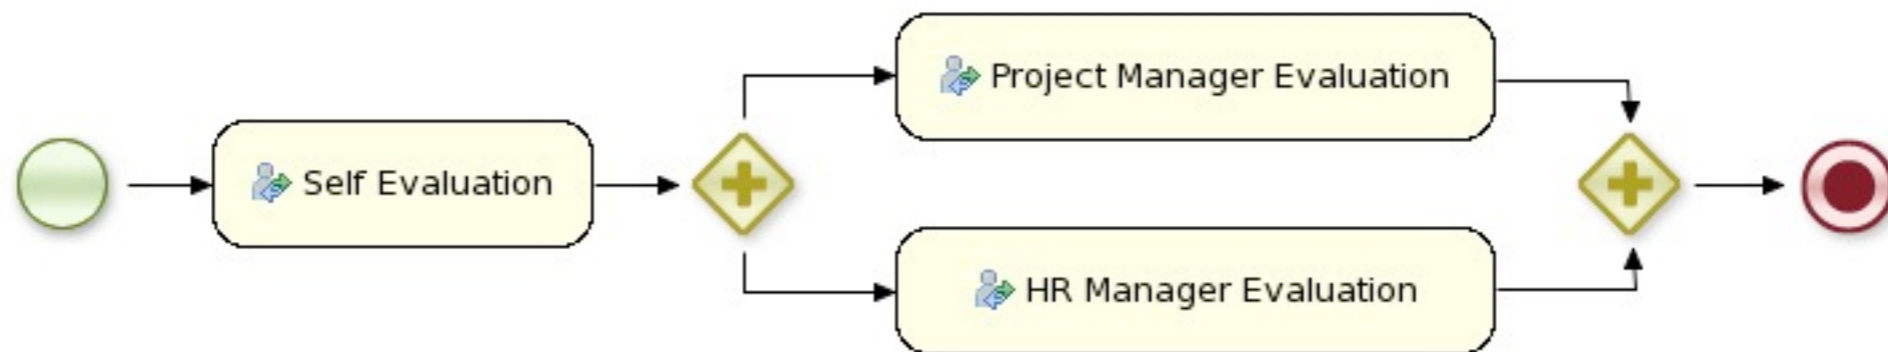 Project Manager Evaluation
Self Evaluation
HR Manager Evaluation